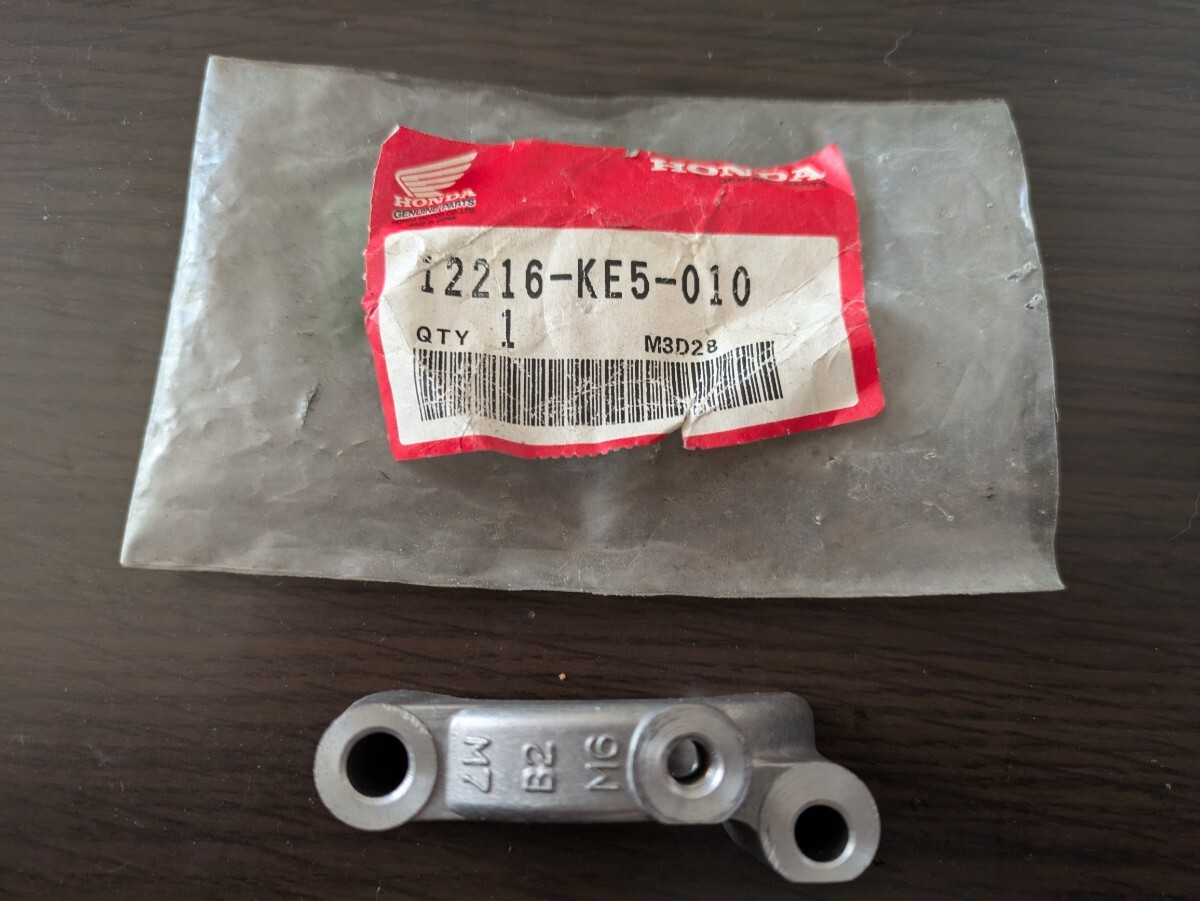 HONDA
GENUINE PARTS
HONDA
12216-KE5-010
QTY 1
M3D28
M7
B2
M6